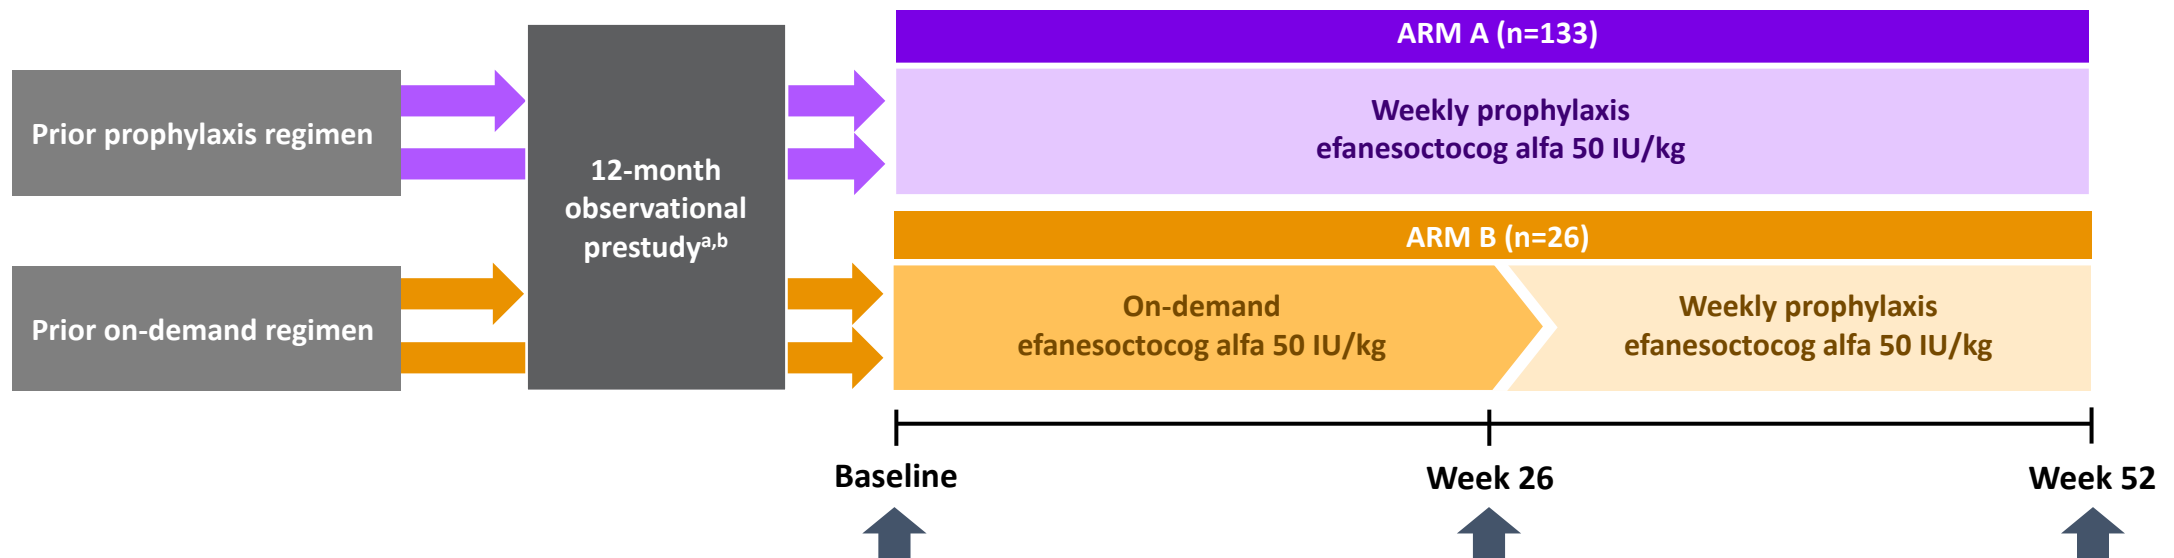 Prior prophylaxis regimen
Prior on-demand regimen
12-month
observational
prestudyᵃ,ᵇ
ARM A (n=133)
Weekly prophylaxis
efanesoctocog alfa 50 IU/kg
ARM B (n=26)
On-demand
efanesoctocog alfa 50 IU/kg
Weekly prophylaxis
efanesoctocog alfa 50 IU/kg
Baseline
Week 26
Week 52